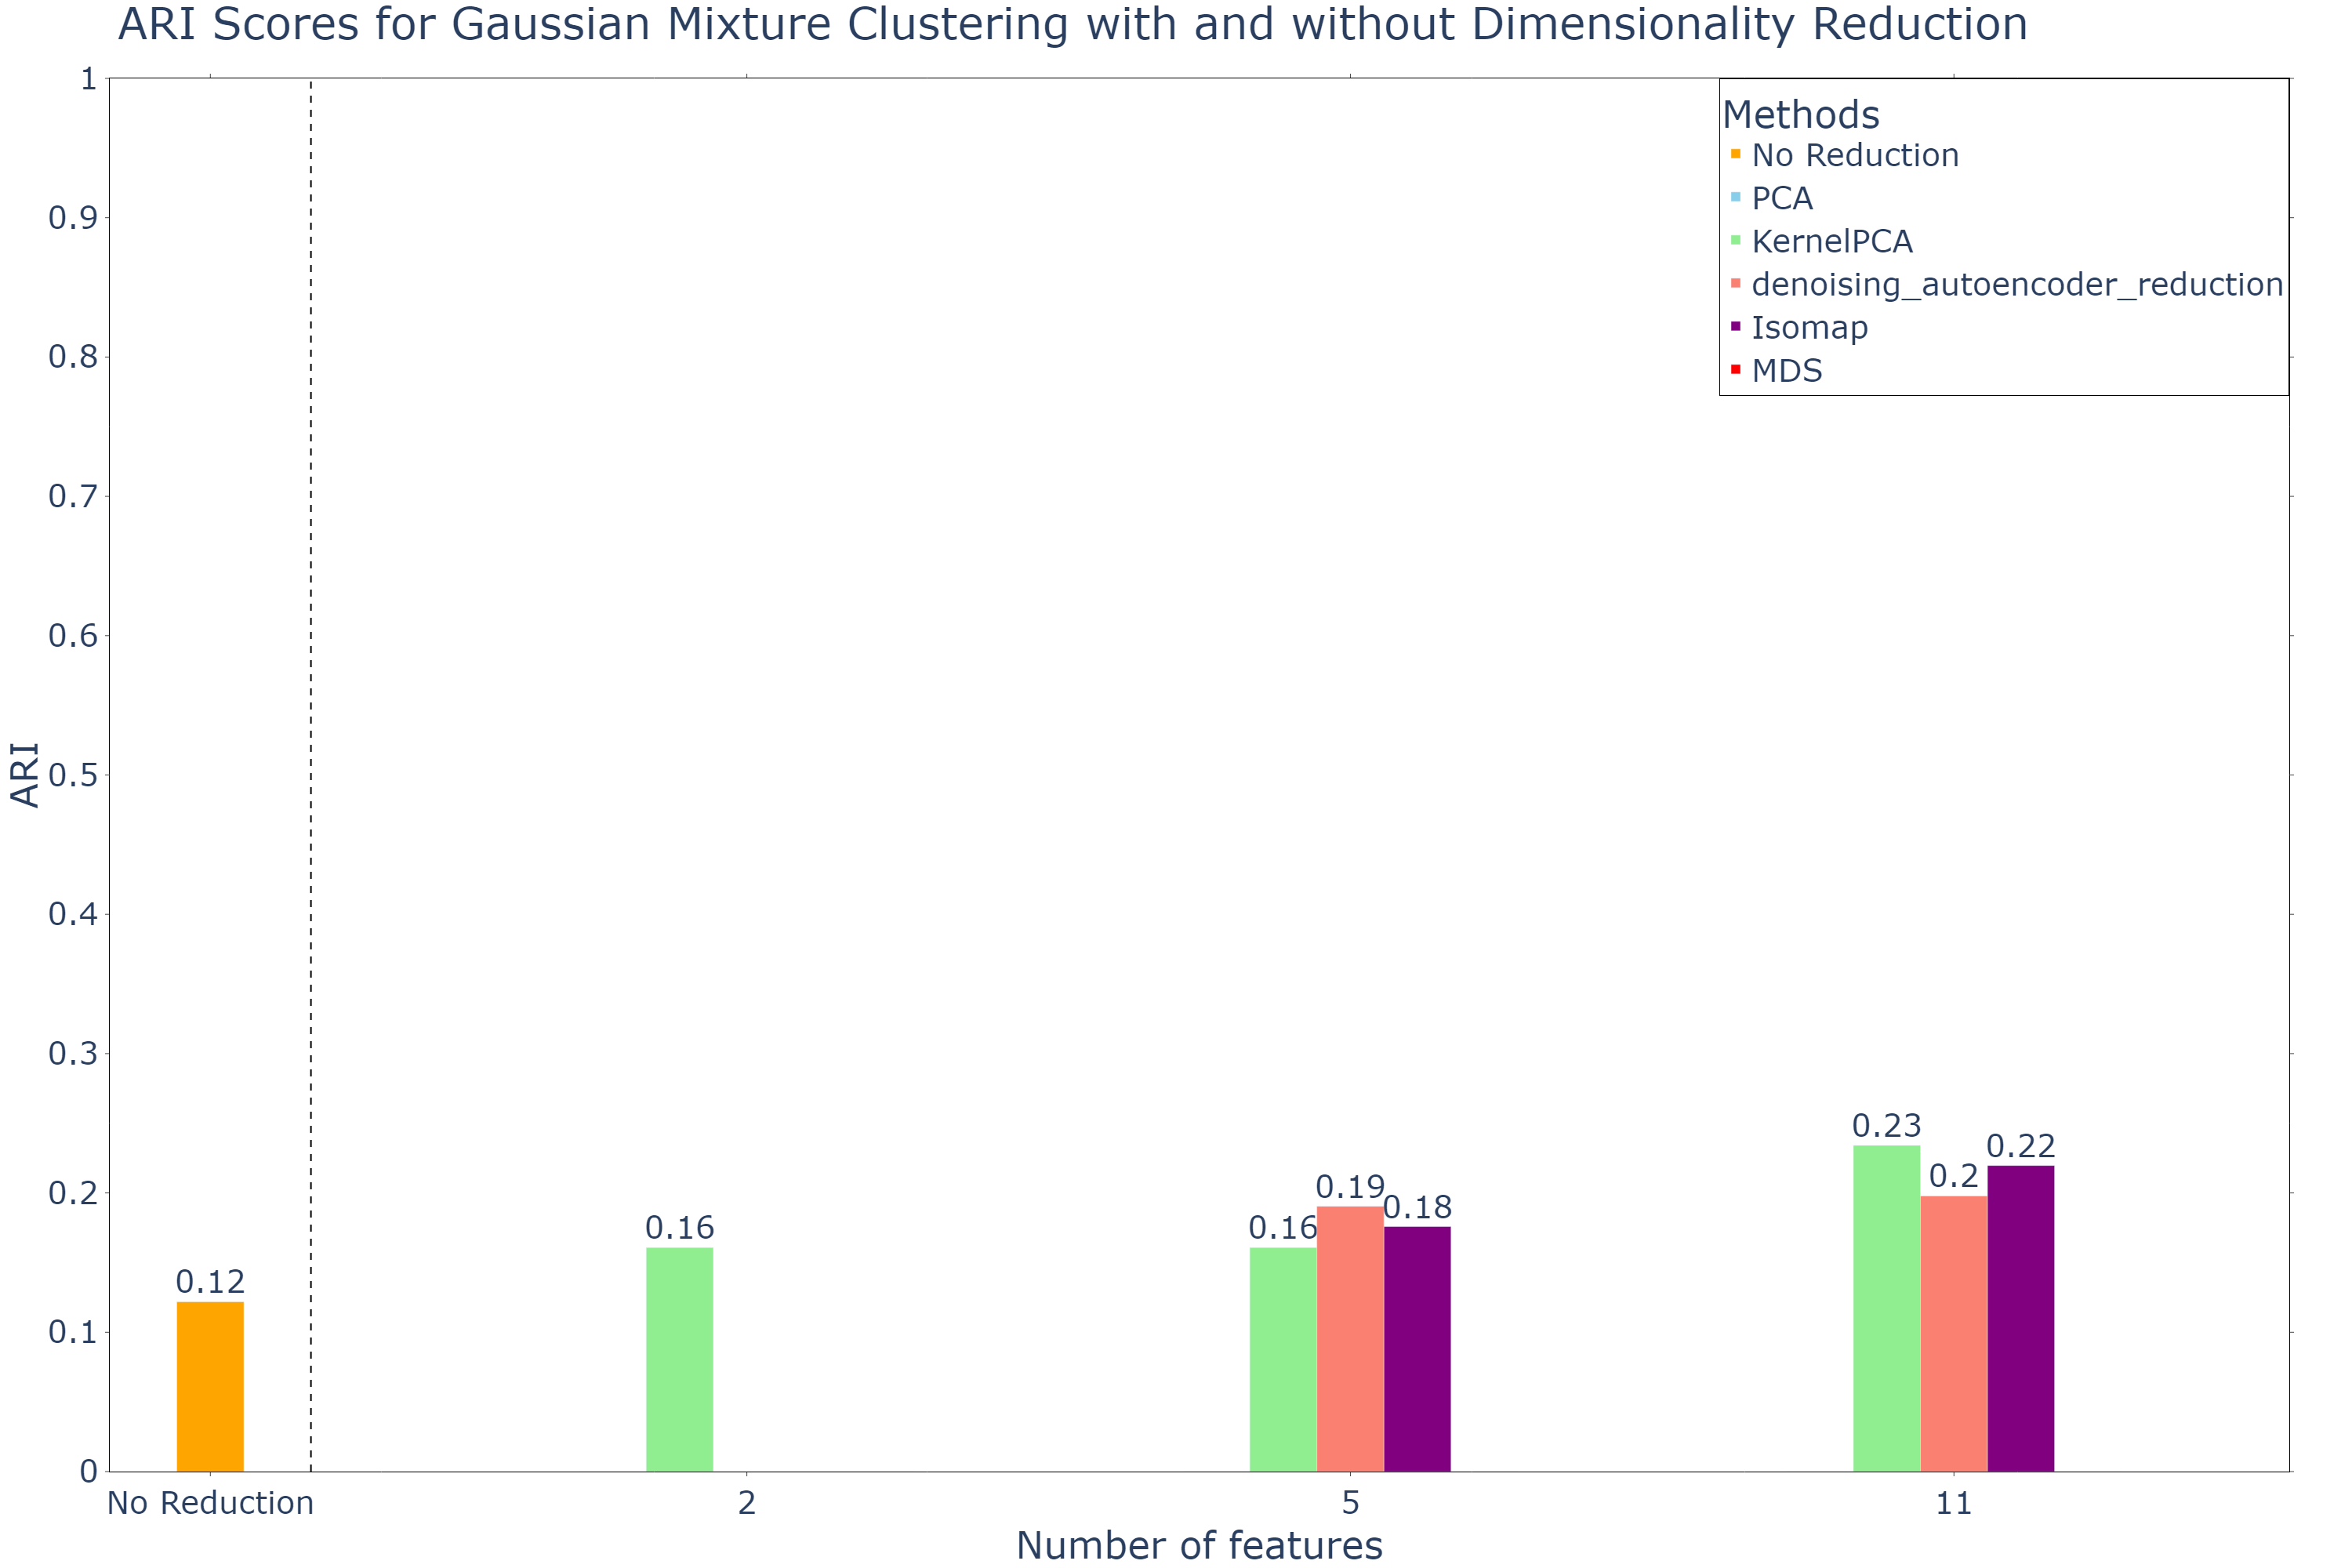 ARI Scores for Gaussian Mixture Clustering with and without Dimensionality Reduction
Methods
No Reduction
PCA
KernelPCA
denoising_autoencoder_reduction
Isomap
MDS
1
0.9
0.8
0.7
0.6
0.5
0.4
0.3
0.2
0.1
0
ARI
0.12
0.16
0.16
0.19
0.18
0.23
0.2
0.22
No Reduction
2
5
11
Number of features